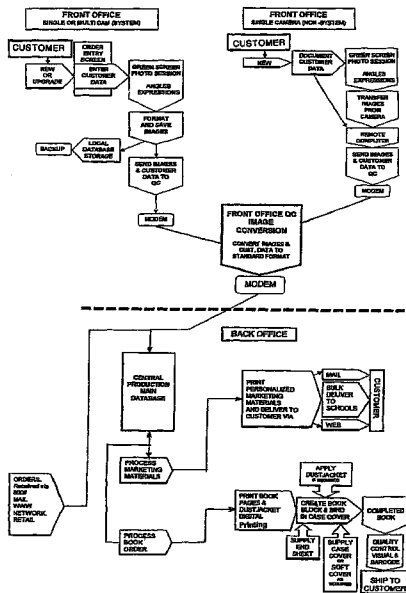 FRONT OFFICE
SINGLE OR MULTI CAM (SYSTEM)
CUSTOMER
NEW
OR
UPGRADE
ORDER
ENTRY
SCREEN
ENTER
CUSTOMER
DATA
GREEN SCREEN
PHOTO SESSION
ANGLES
EXPRESSIONS
FORMAT
AND SAVE
IMAGES
LOCAL
DATABASE
STORAGE
BACKUP
SEND IMAGES
& CUSTOMER
DATA TO
QC
MODEM
FRONT OFFICE
SINGLE CAMERA (NON-SYSTEM)
CUSTOMER
NEW
DOCUMENT
CUSTOMER
DATA
GREEN SCREEN
PHOTO SESSION
ANGLES
EXPRESSIONS
TRANSFER
IMAGES
FROM
CAMERA
REMOTE
COMPUTER
SEND IMAGES
& CUSTOMER
DATA TO
QC
MODEM
FRONT OFFICE QC
IMAGE
CONVERSION
CONVERT IMAGES &
CUST. DATA TO
STANDARD FORMAT
MODEM
BACK OFFICE
CENTRAL
PRODUCTION
MAIN
DATABASE
PROCESS
MARKETING
MATERIALS
PRINT
PERSONALIZED
MARKETING
MATERIALS
AND DELIVER TO
CUSTOMER VIA
MAIL
BULK
DELIVER
TO
SCHOOLS
WEB
CUSTOMER
ORDERS
Received via
MAIL
WWW
NETWORK
RETAIL
PROCESS
BOOK
ORDER
PRINT BOOK
PAGES &
DUSTJACKET
DIGITAL
Printing
APPLY
DUSTJACKET
CREATE BOOK
BLOCK & BIND
IN CASE COVER
SUPPLY
END
SHEET
SUPPLY
CASE
COVER
OR
SOFT
COVER
COMPLETED
BOOK
QUALITY
CONTROL
VISUAL &
BARCODE
SHIP TO
CUSTOMER